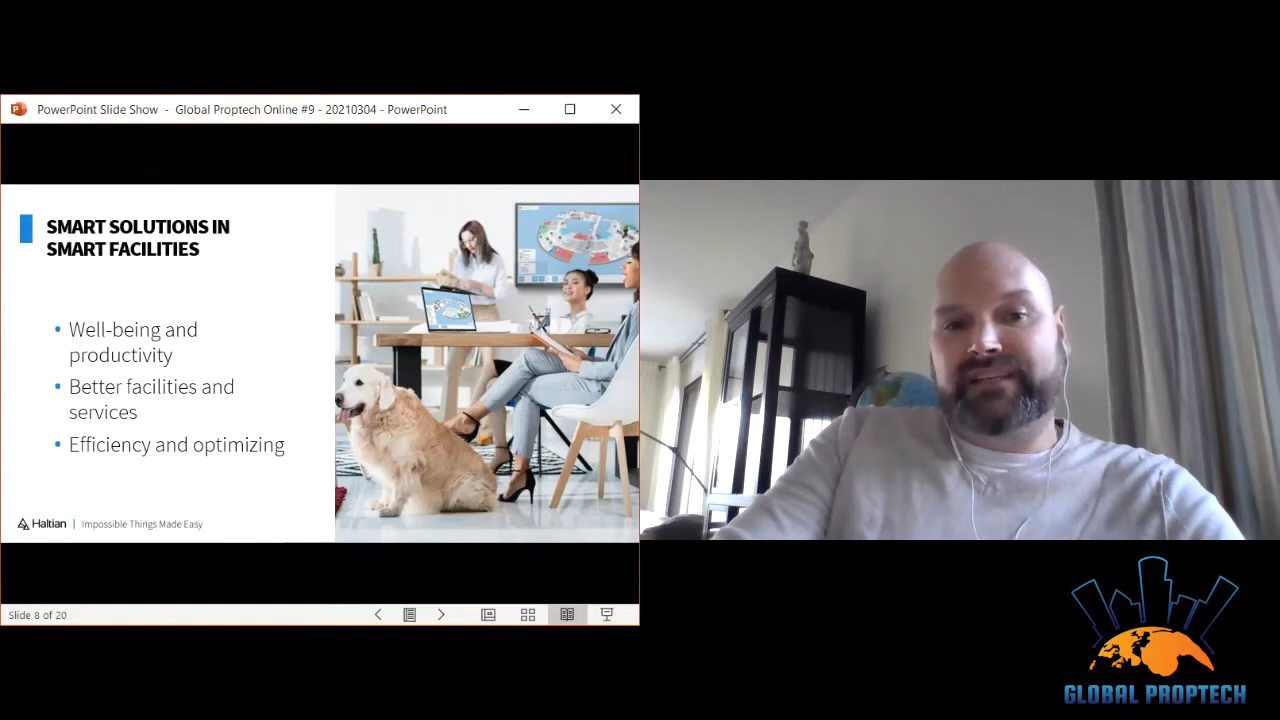 PowerPoint Slide Show - Global Proptech Online #9 - 20210304 - PowerPoint
SMART SOLUTIONS IN
SMART FACILITIES
• Well-being and
productivity
• Better facilities and
services
• Efficiency and optimizing
Haltian | Impossible Things Made Easy
Slide 8 of 20
GLOBAL PROPTECH